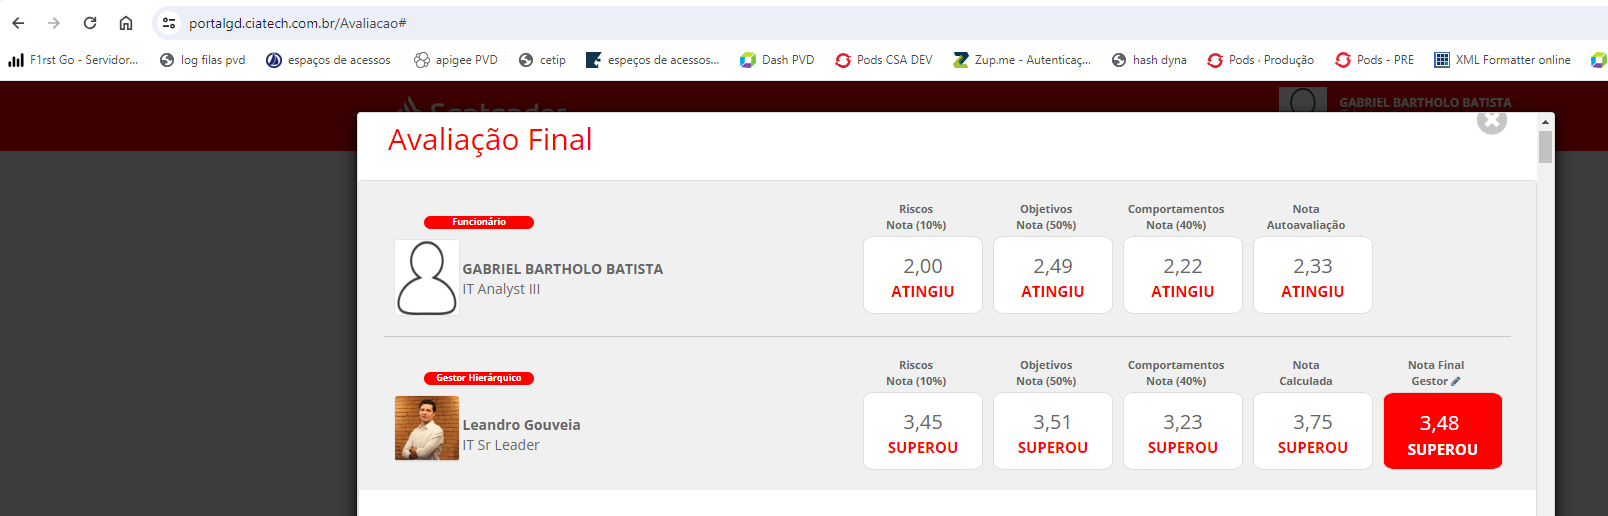 portalgd.ciatech.com.br/Avaliacao#
F1rst Go - Servidor... log filas pvd espaços de acessos apigee PVD cetip espeços de acessos... Dash PVD Pods CSA DEV Zup.me - Autenticaç... hash dyna Pods · Produção Pods - PRE XML Formatter online
GABRIEL BARTHOLO BATISTA
Avaliação Final
Funcionário
GABRIEL BARTHOLO BATISTA
IT Analyst III
Riscos Objetivos Comportamentos Nota
Nota (10%) Nota (50%) Nota (40%) Autoavaliação
2,00 2,49 2,22 2,33
ATINGIU ATINGIU ATINGIU ATINGIU
Gestor Hierárquico
Leandro Gouveia
IT Sr Leader
Riscos Objetivos Comportamentos Nota Nota Final
Nota (10%) Nota (50%) Nota (40%) Calculada Gestor
3,45 3,51 3,23 3,75 3,48
SUPEROU SUPEROU SUPEROU SUPEROU SUPEROU